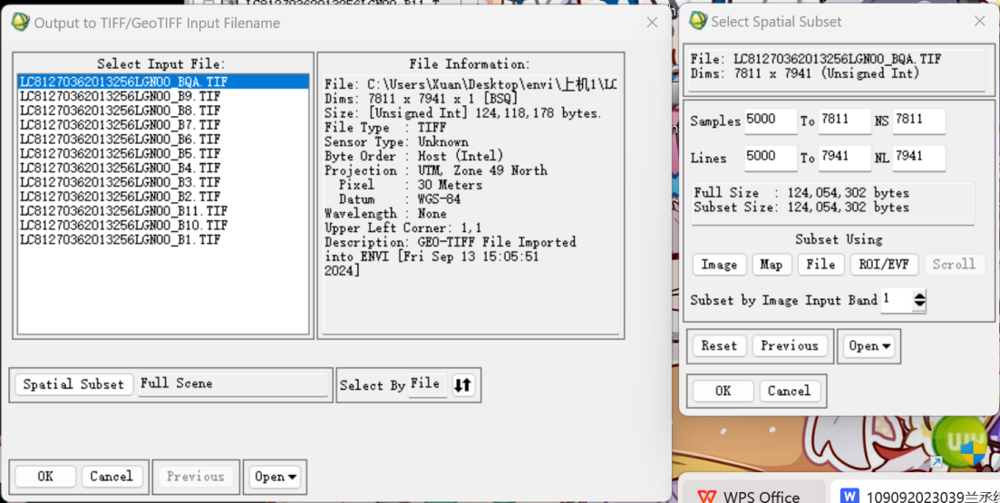 Output to TIFF/GeoTIFF Input Filename
Select Input File:
LC81270362013256LGN00_BQA.TIF
LC81270362013256LGN00_B9.TIF
LC81270362013256LGN00_B8.TIF
LC81270362013256LGN00_B7.TIF
LC81270362013256LGN00_B6.TIF
LC81270362013256LGN00_B5.TIF
LC81270362013256LGN00_B4.TIF
LC81270362013256LGN00_B3.TIF
LC81270362013256LGN00_B2.TIF
LC81270362013256LGN00_B11.TIF
LC81270362013256LGN00_B10.TIF
LC81270362013256LGN00_B1.TIF
File Information:
File: C:\Users\Xuan\Desktop\envi\上机1\LC
Dims: 7811 x 7941 x 1 [BSQ]
Size: [Unsigned Int] 124,118,178 bytes.
File Type : TIFF
Sensor Type: Unknown
Byte Order : Host (Intel)
Projection : UTM, Zone 49 North
Pixel : 30 Meters
Datum : WGS-84
Wavelength : None
Upper Left Corner: 1,1
Description: GEO-TIFF File Imported
into ENVI [Fri Sep 13 15:05:51
2024]
Spatial Subset Full Scene
Select By File
OK Cancel Previous Open
Select Spatial Subset
File: LC81270362013256LGN00_BQA.TIF
Dims: 7811 x 7941 (Unsigned Int)
Samples 5000 To 7811 NS 7811
Lines 5000 To 7941 NL 7941
Full Size : 124,054,302 bytes
Subset Size: 124,054,302 bytes
Subset Using
Image Map File ROI/EVF Scroll
Subset by Image Input Band 1
Reset Previous Open
OK Cancel
WPS Office
109092023039兰丞